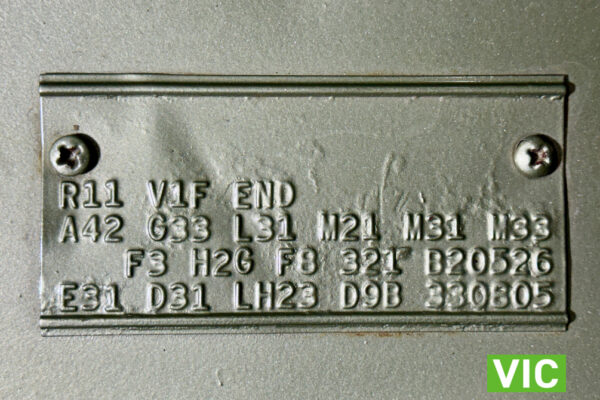 R11 V1F END
A42 G33 L31 M21 M31 M33
F3 H2G F8 321 B20526
E31 D31 LH23 D9B 330805
VIC